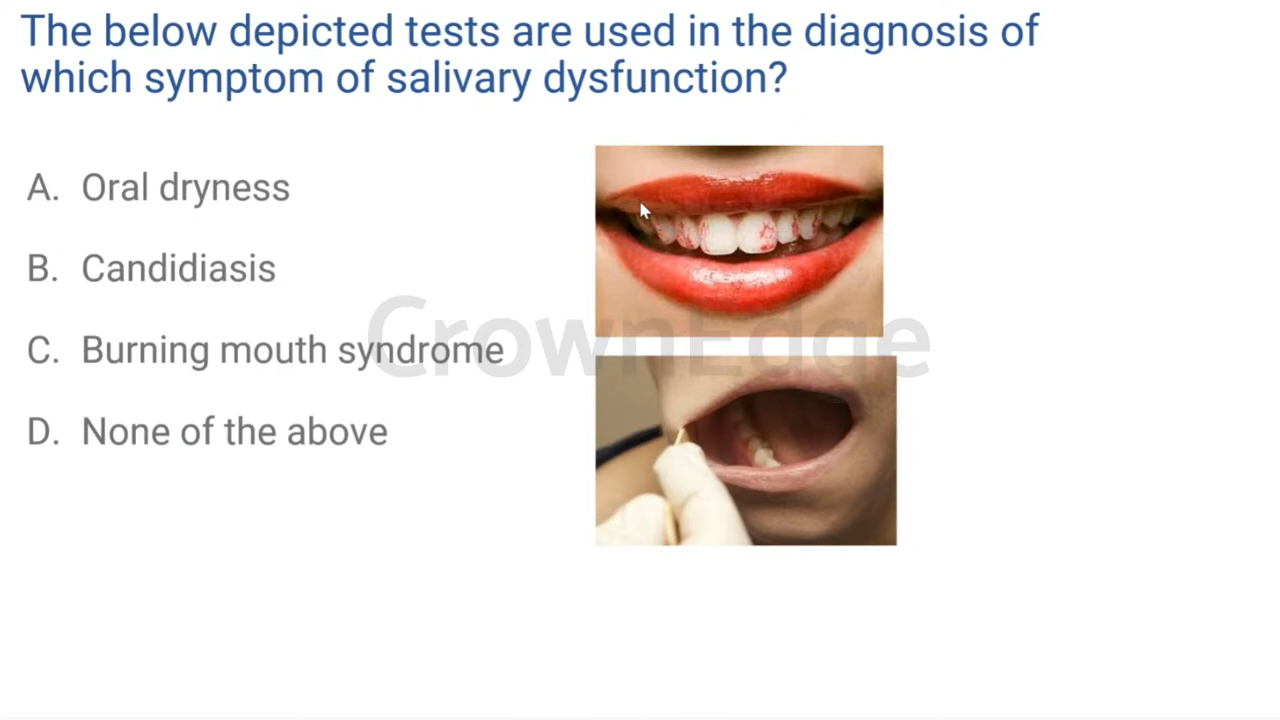 The below depicted tests are used in the diagnosis of
which symptom of salivary dysfunction?
A. Oral dryness
B. Candidiasis
C. Burning mouth syndrome
D. None of the above
CrownEdge